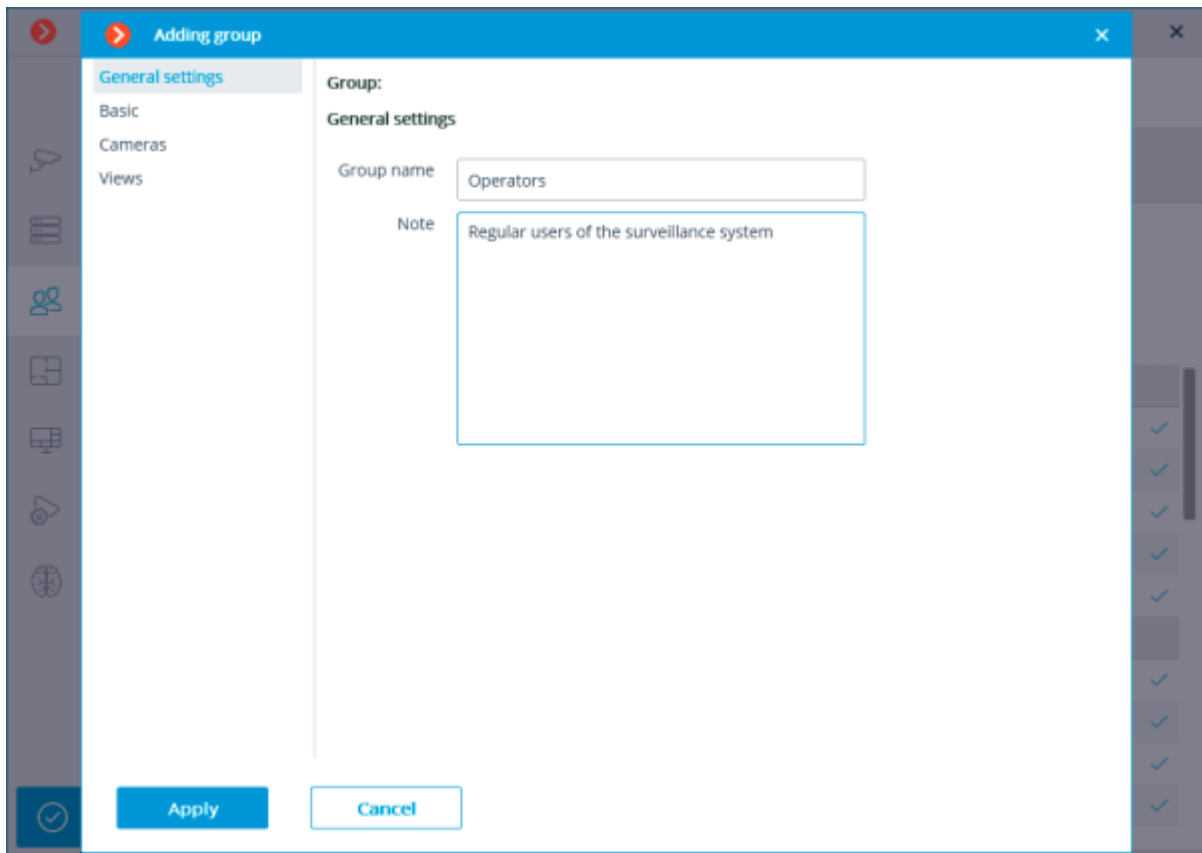 Adding group
General settings
Basic
Cameras
Views
Group:
General settings
Group name
Operators
Note
Regular users of the surveillance system
Apply
Cancel